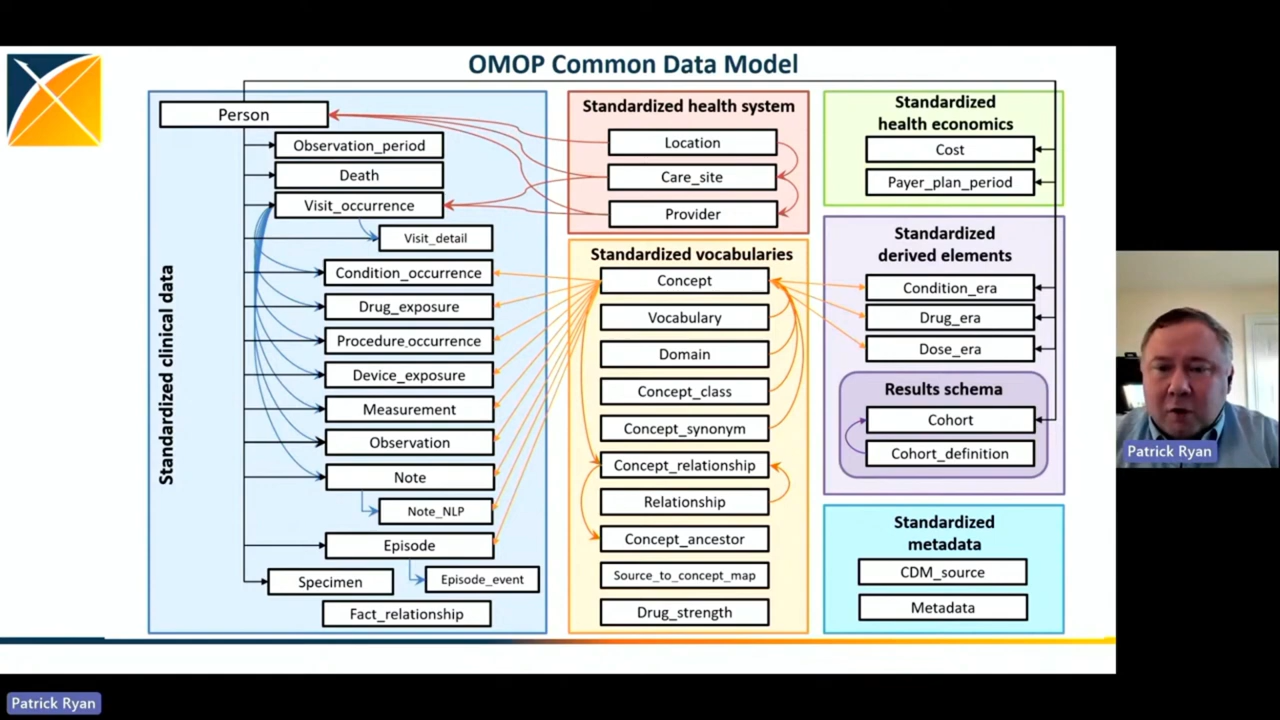 OMOP Common Data Model
Standardized clinical data
Person
Observation_period
Death
Visit_occurrence
Visit_detail
Condition_occurrence
Drug_exposure
Procedure_occurrence
Device_exposure
Measurement
Observation
Note
Note_NLP
Episode
Episode_event
Specimen
Fact_relationship
Standardized health system
Location
Care_site
Provider
Standardized vocabularies
Concept
Vocabulary
Domain
Concept_class
Concept_synonym
Concept_relationship
Relationship
Concept_ancestor
Source_to_concept_map
Drug_strength
Standardized
health economics
Cost
Payer_plan_period
Standardized
derived elements
Condition_era
Drug_era
Dose_era
Results schema
Cohort
Cohort_definition
Standardized
metadata
CDM_source
Metadata
Patrick Ryan
Patrick Ryan